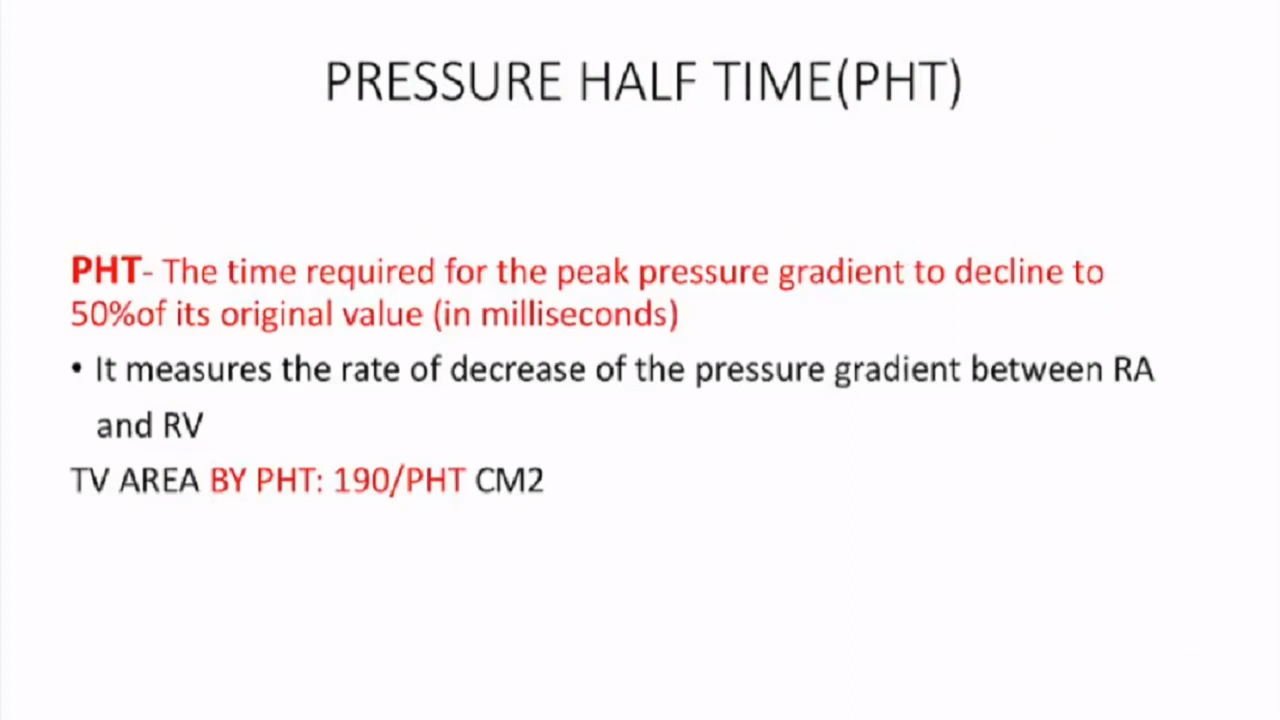 PRESSURE HALF TIME(PHT)
PHT- The time required for the peak pressure gradient to decline to
50%of its original value (in milliseconds)
• It measures the rate of decrease of the pressure gradient between RA
and RV
TV AREA BY PHT: 190/PHT CM2